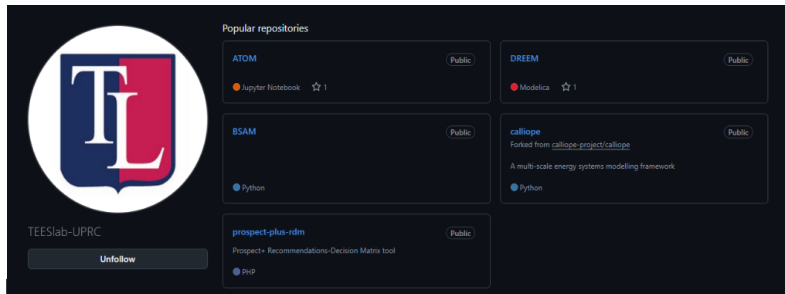 Popular repositories
TL
TEESlab-UPRC
Unfollow
ATOM
Public
Jupyter Notebook 1
DREEM
Public
Modelica 1
BSAM
Public
Python
calliope
Public
Forked from calliope-project/calliope
A multi-scale energy systems modelling framework
Python
prospect-plus-rdm
Public
Prospect+ Recommendations-Decision Matrix tool
PHP